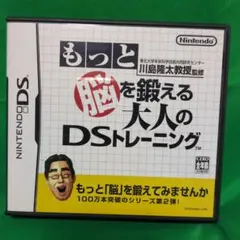 Nintendo
もっと
東北大学未来科学技術共同研究センター
川島隆太教授 監修
脳を鍛える
大人の
DSトレーニング
TM
NINTENDO DS
TM
もっと「脳」を鍛えてみませんか
100万本突破のシリーズ第2弾!